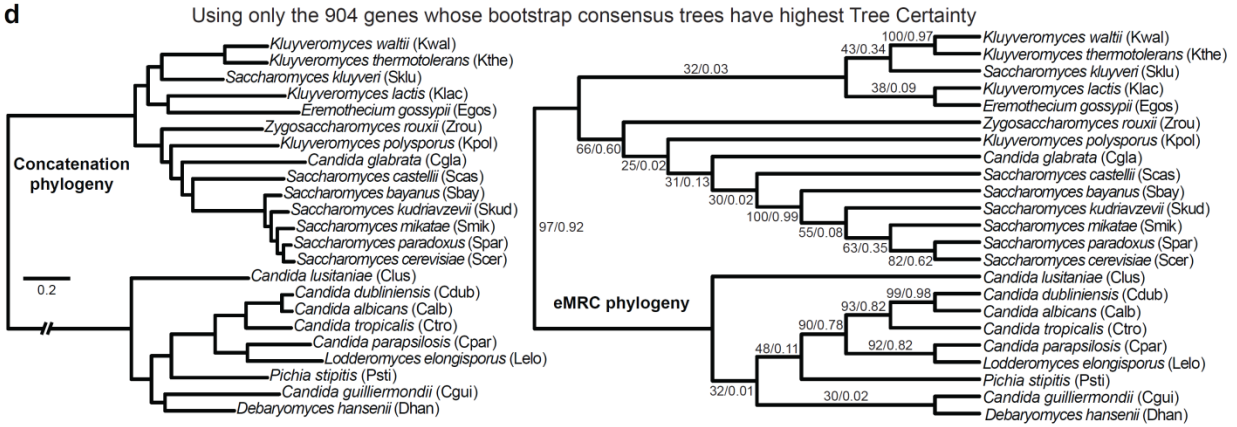 d
Using only the 904 genes whose bootstrap consensus trees have highest Tree Certainty
Kluyveromyces waltii (Kwal)
Kluyveromyces thermotolerans (Kthe)
Saccharomyces kluyveri (Sklu)
Kluyveromyces lactis (Klac)
Eremothecium gossypii (Egos)
Zygosaccharomyces rouxii (Zrou)
Kluyveromyces polysporus (Kpol)
Candida glabrata (Cgla)
Saccharomyces castellii (Scas)
Saccharomyces bayanus (Sbay)
Saccharomyces kudriavzevii (Skud)
Saccharomyces mikatae (Smik)
Saccharomyces paradoxus (Spar)
Saccharomyces cerevisiae (Scer)
Candida lusitaniae (Clus)
Candida dubliniensis (Cdub)
Candida albicans (Calb)
Candida tropicalis (Ctro)
Candida parapsilosis (Cpar)
Lodderomyces elongisporus (Lelo)
Pichia stipitis (Psti)
Candida guilliermondii (Cgui)
Debaryomyces hansenii (Dhan)
Concatenation
phylogeny
0.2
100/0.97
43/0.34
32/0.03
38/0.09
66/0.60
25/0.02
31/0.13
30/0.02
100/0.99
55/0.08
63/0.35
82/0.62
97/0.92
eMRC phylogeny
99/0.98
93/0.82
90/0.78
92/0.82
48/0.11
32/0.01
30/0.02
Kluyveromyces waltii (Kwal)
Kluyveromyces thermotolerans (Kthe)
Saccharomyces kluyveri (Sklu)
Kluyveromyces lactis (Klac)
Eremothecium gossypii (Egos)
Zygosaccharomyces rouxii (Zrou)
Kluyveromyces polysporus (Kpol)
Candida glabrata (Cgla)
Saccharomyces castellii (Scas)
Saccharomyces bayanus (Sbay)
Saccharomyces kudriavzevii (Skud)
Saccharomyces mikatae (Smik)
Saccharomyces paradoxus (Spar)
Saccharomyces cerevisiae (Scer)
Candida lusitaniae (Clus)
Candida dubliniensis (Cdub)
Candida albicans (Calb)
Candida tropicalis (Ctro)
Candida parapsilosis (Cpar)
Lodderomyces elongisporus (Lelo)
Pichia stipitis (Psti)
Candida guilliermondii (Cgui)
Debaryomyces hansenii (Dhan)